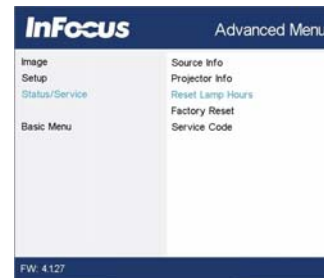 InFocus
Advanced Menu
Image
Setup
Status/Service
Basic Menu
Source Info
Projector Info
Reset Lamp Hours
Factory Reset
Service Code
FW: 4.127